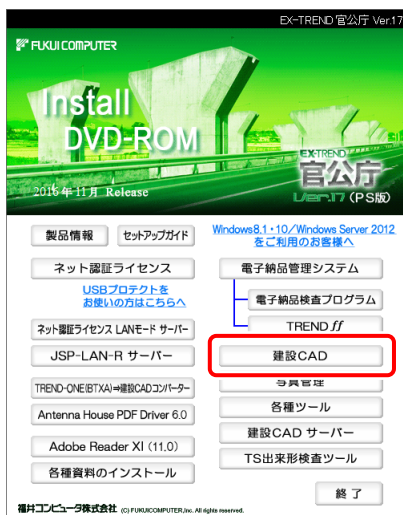 EX-TREND 官公庁 Ver.17
FUKUI COMPUTER
Install
DVD-ROM
EX-TREND
官公庁
Ver.17 (PS版)
2016年11月 Release
製品情報
セットアップガイド
Windows8.1・10／Windows Server 2012
をご利用のお客様へ
ネット認証ライセンス
電子納品管理システム
USBプロテクトを
お使いの方はこちらへ
電子納品検査プログラム
ネット認証ライセンス LANモード サーバー
TREND ff
JSP-LAN-R サーバー
建設CAD
TREND-ONE(BTXA)⇒建設CADコンバーター
写真管理
Antenna House PDF Driver 6.0
各種ツール
Adobe Reader XI (11.0)
建設CAD サーバー
各種資料のインストール
TS出来形検査ツール
終 了
福井コンピュータ株式会社 (C) FUKUICOMPUTER,Inc. All rights reserved.